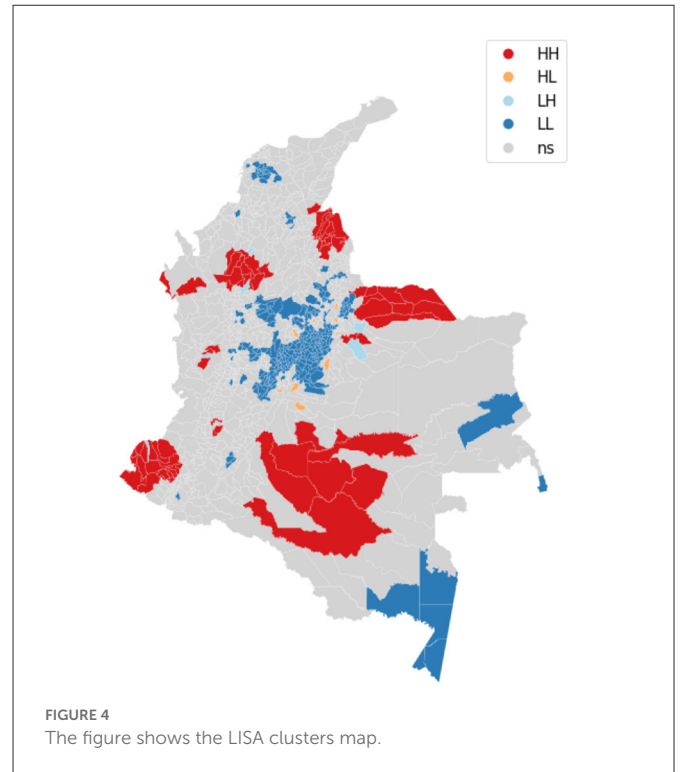 HH
HL
LH
LL
ns
FIGURE 4
The figure shows the LISA clusters map.